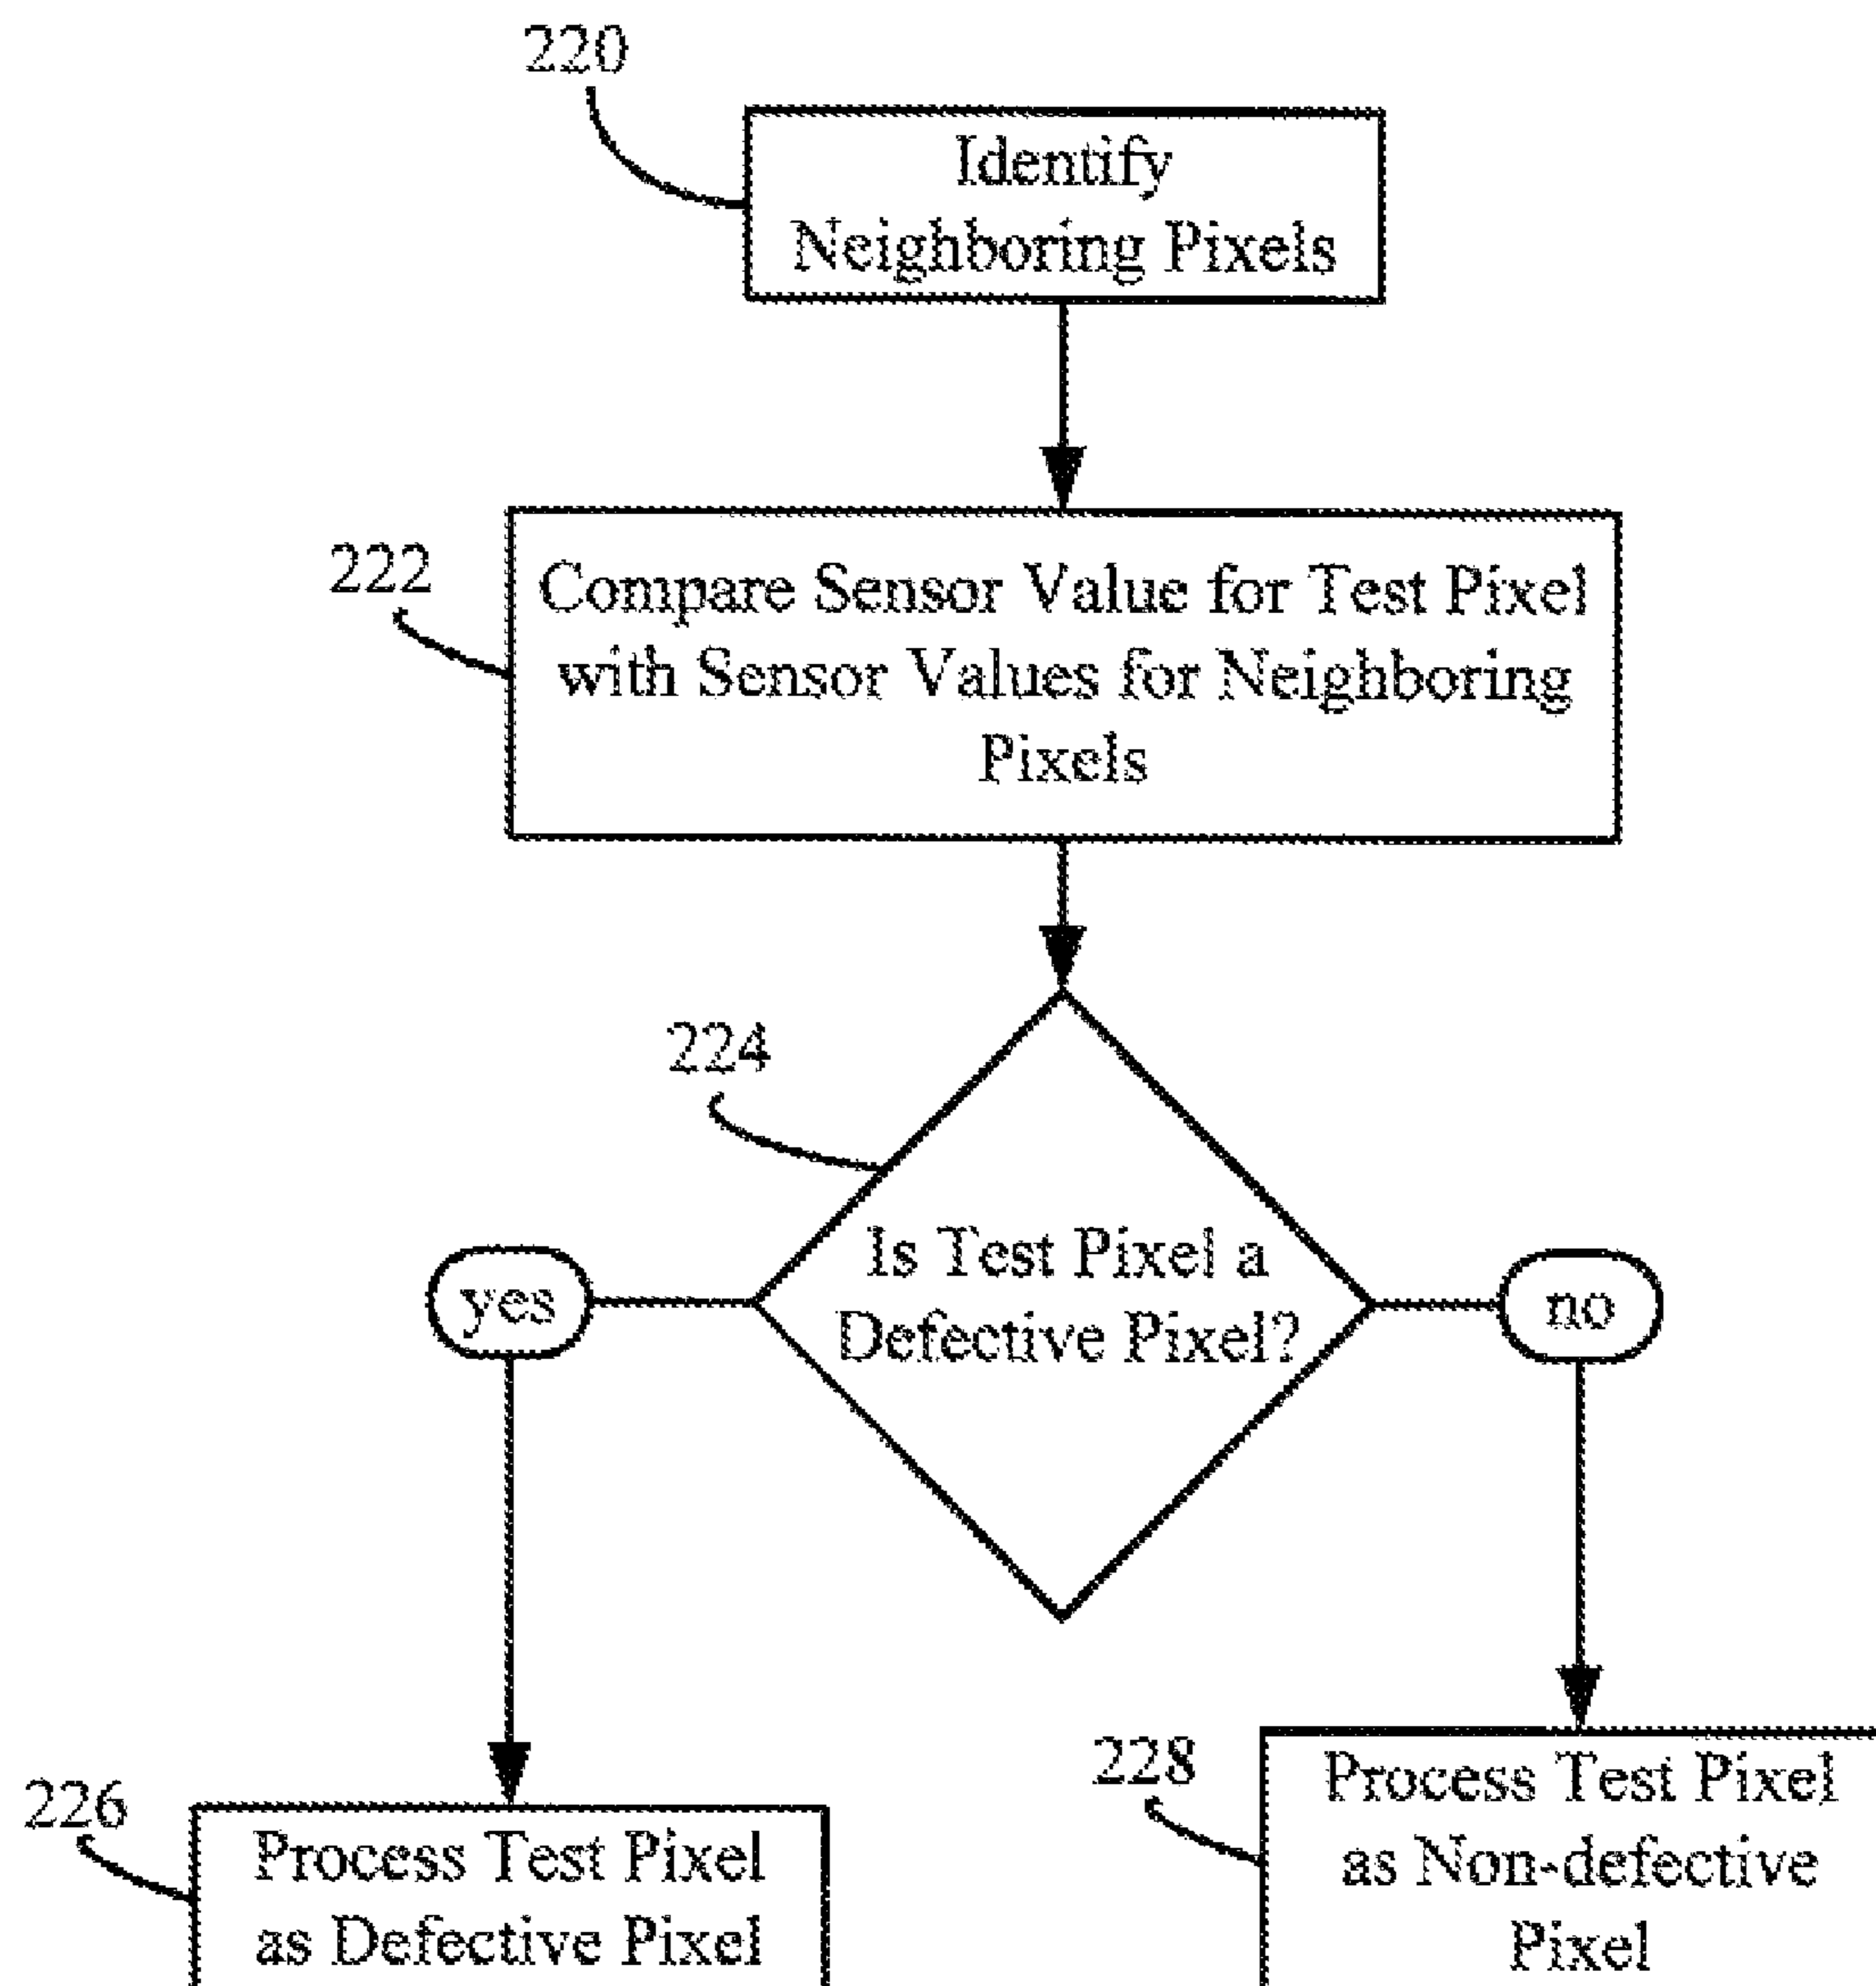 220
Identify
Neighboring Pixels
222
Compare Sensor Value for Test Pixel
with Sensor Values for Neighboring
Pixels
224
Is Test Pixel a
Defective Pixel?
yes
no
226
Process Test Pixel
as Defective Pixel
228
Process Test Pixel
as Non-defective
Pixel